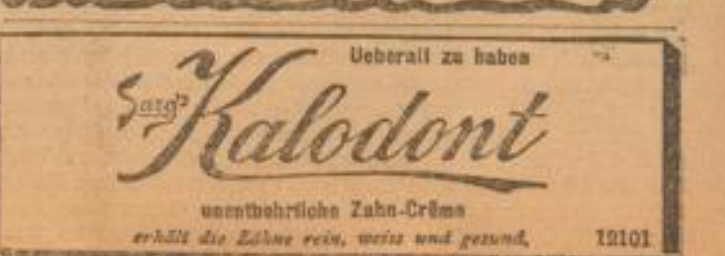 Ueberall zu haben
Sarg's
Kalodont
unentbehrliche Zahn-Crême
erhält die Zähne rein, weiss und gesund.
12101